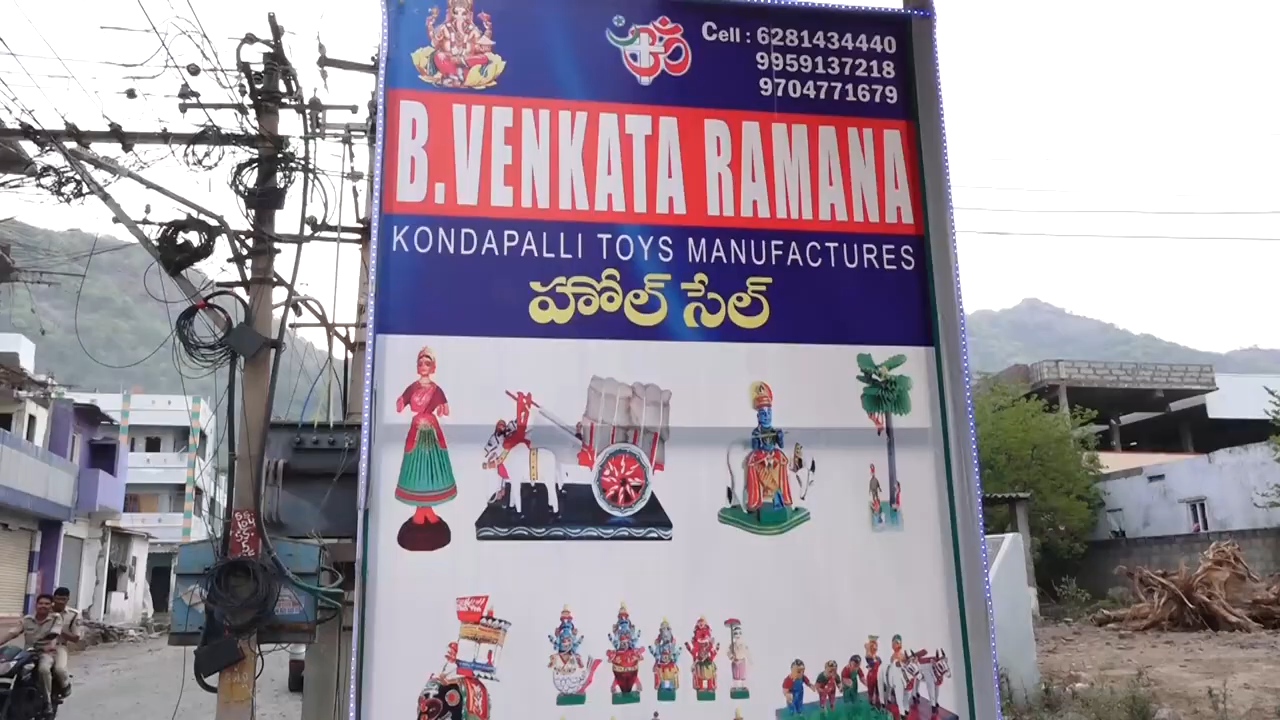 Cell : 6281434440
9959137218
9704771679
B.VENKATA RAMANA
KONDAPALLI TOYS MANUFACTURES
హోల్ సేల్